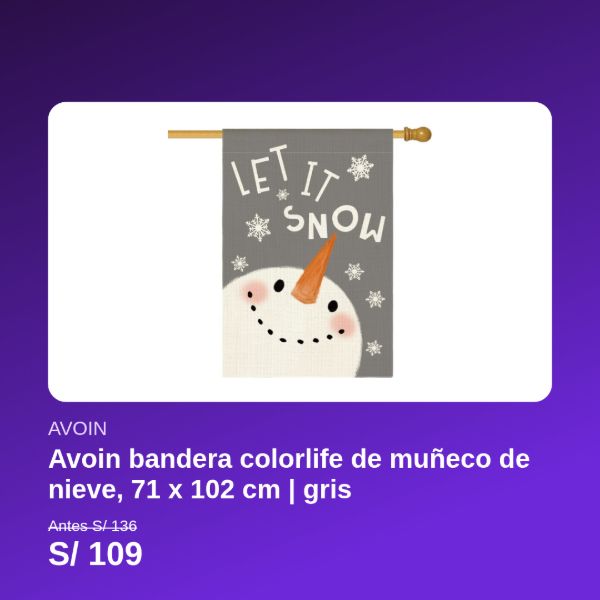 LET IT
SNOW
AVOIN
Avoin bandera colorlife de muñeco de
nieve, 71 x 102 cm | gris
Antes S/ 136
S/ 109